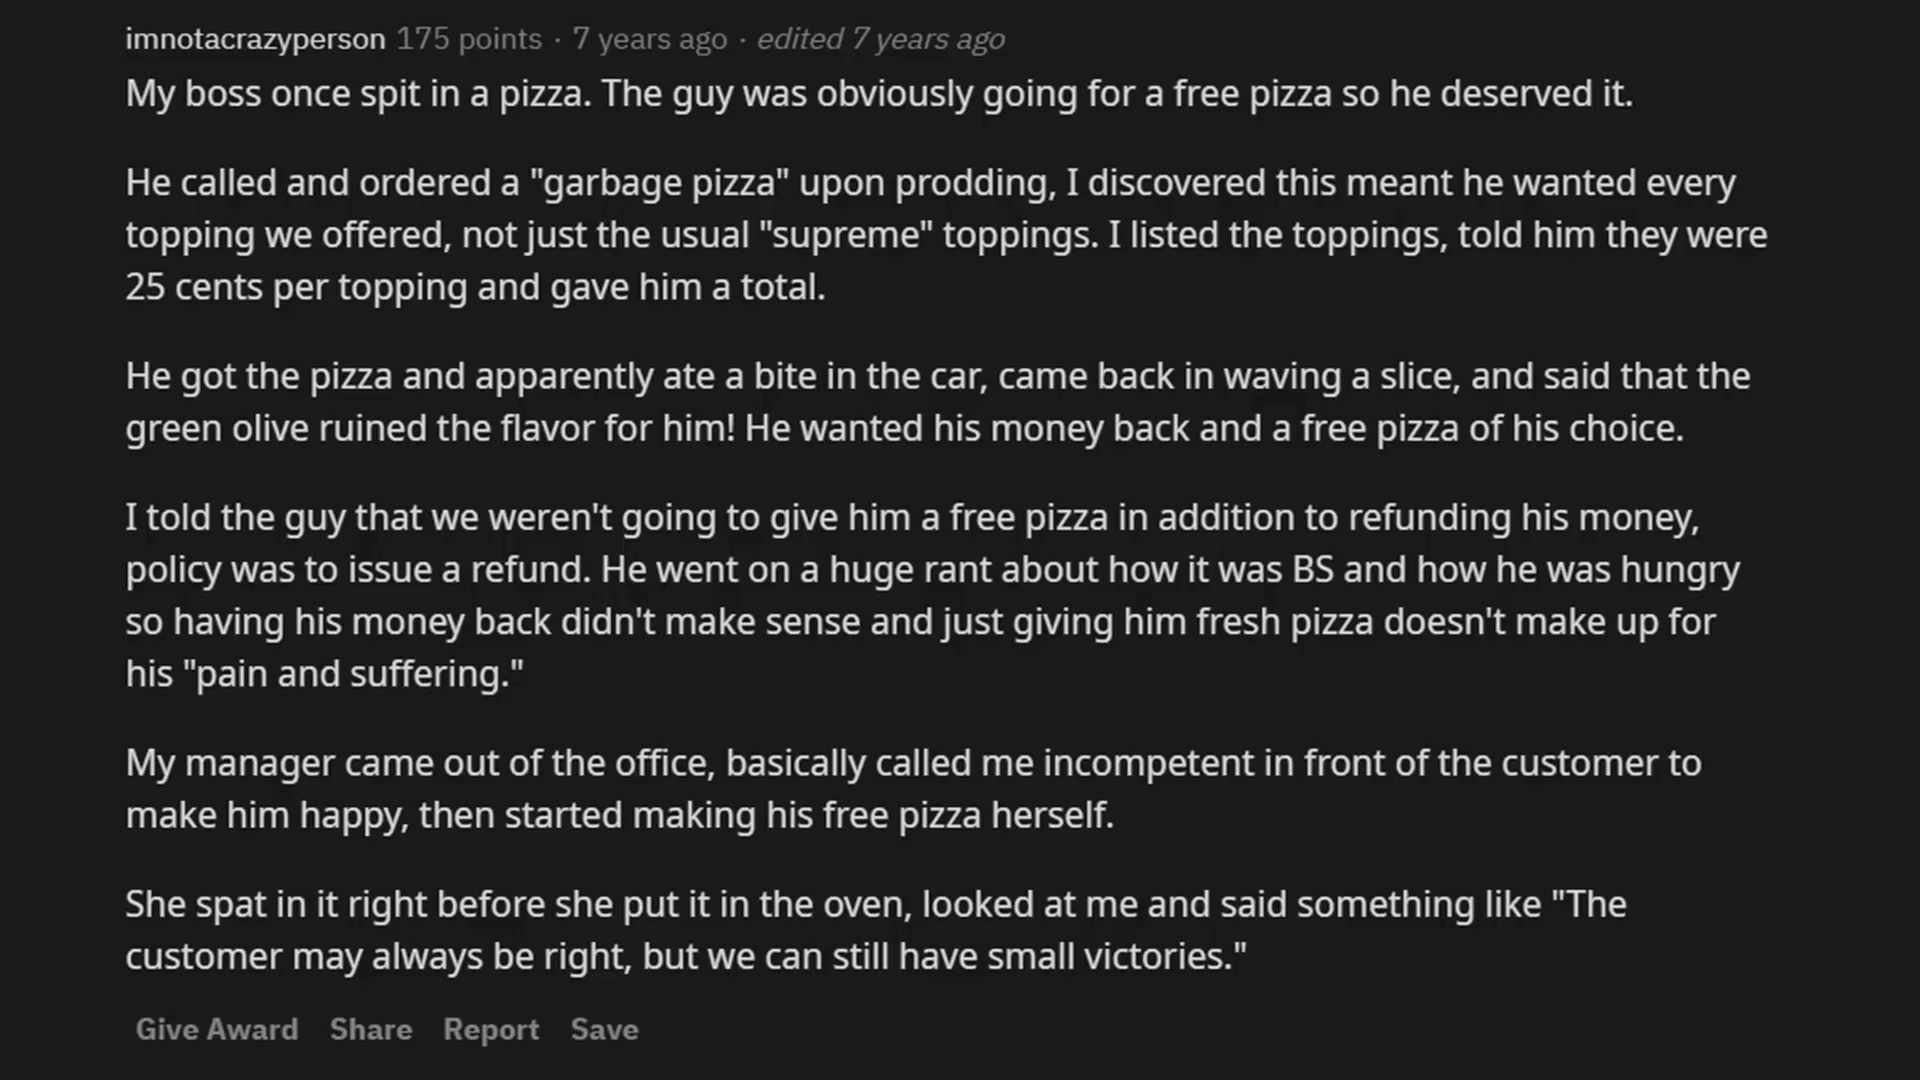 imnotacrazyperson 175 points · 7 years ago · edited 7 years ago
My boss once spit in a pizza. The guy was obviously going for a free pizza so he deserved it.
He called and ordered a "garbage pizza" upon prodding, I discovered this meant he wanted every
topping we offered, not just the usual "supreme" toppings. I listed the toppings, told him they were
25 cents per topping and gave him a total.
He got the pizza and apparently ate a bite in the car, came back in waving a slice, and said that the
green olive ruined the flavor for him! He wanted his money back and a free pizza of his choice.
I told the guy that we weren't going to give him a free pizza in addition to refunding his money,
policy was to issue a refund. He went on a huge rant about how it was BS and how he was hungry
so having his money back didn't make sense and just giving him fresh pizza doesn't make up for
his "pain and suffering."
My manager came out of the office, basically called me incompetent in front of the customer to
make him happy, then started making his free pizza herself.
She spat in it right before she put it in the oven, looked at me and said something like "The
customer may always be right, but we can still have small victories."
Give Award Share Report Save